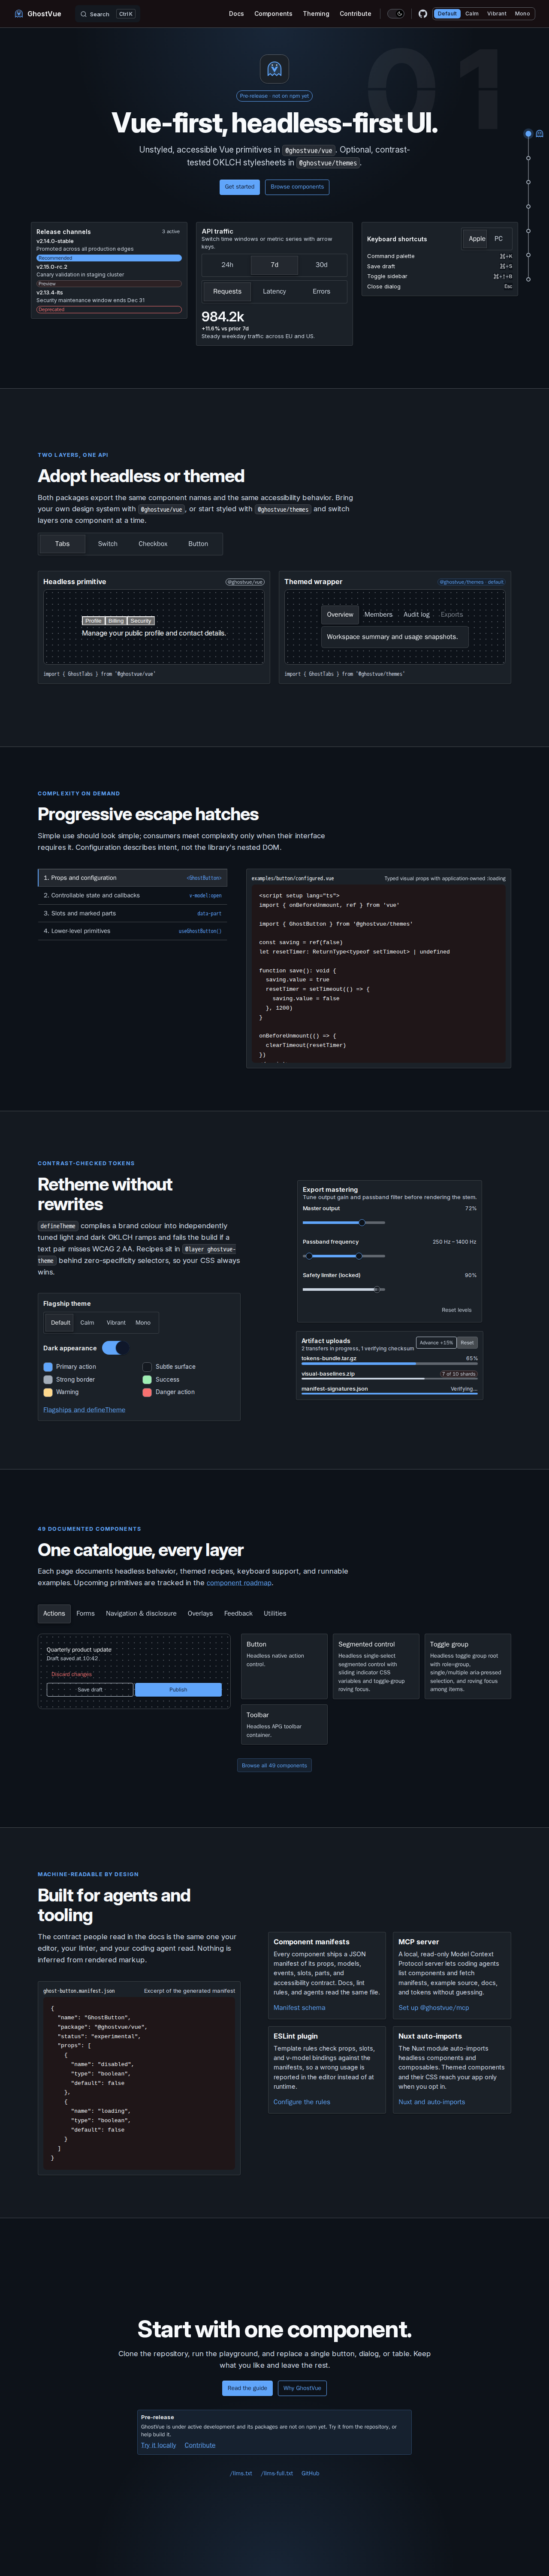 GhostVue
Search Ctrl K
Docs Components Theming Contribute
Default Calm Vibrant Mono
01
Pre-release · not on npm yet
Vue-first, headless-first UI.
Unstyled, accessible Vue primitives in @ghostvue/vue. Optional, contrast-
tested OKLCH stylesheets in @ghostvue/themes.
Get started Browse components
Release channels 3 active
v2.14.0-stable
Promoted across all production edges
Recommended
v2.15.0-rc.2
Canary validation in staging cluster
Preview
v2.13.4-lts
Security maintenance window ends Dec 31
Deprecated
API traffic
Switch time windows or metric series with arrow
keys.
24h 7d 30d
Requests Latency Errors
984.2k
+11.6% vs prior 7d
Steady weekday traffic across EU and US.
Keyboard shortcuts Apple PC
Command palette ⌘+K
Save draft ⌘+S
Toggle sidebar ⌘+⇧+B
Close dialog Esc
TWO LAYERS, ONE API
Adopt headless or themed
Both packages export the same component names and the same accessibility behavior. Bring
your own design system with @ghostvue/vue, or start styled with @ghostvue/themes and switch
layers one component at a time.
Tabs Switch Checkbox Button
Headless primitive @ghostvue/vue
Profile Billing Security
Manage your public profile and contact details.
import { GhostTabs } from '@ghostvue/vue'
Themed wrapper @ghostvue/themes · default
Overview Members Audit log Exports
Workspace summary and usage snapshots.
import { GhostTabs } from '@ghostvue/themes'
COMPLEXITY ON DEMAND
Progressive escape hatches
Simple use should look simple; consumers meet complexity only when their interface
requires it. Configuration describes intent, not the library's nested DOM.
1. Props and configuration <GhostButton>
2. Controllable state and callbacks v-model:open
3. Slots and marked parts data-part
4. Lower-level primitives useGhostButton()
examples/button/configured.vue Typed visual props with application-owned :loading
<script setup lang="ts">
import { onBeforeUnmount, ref } from 'vue'
import { GhostButton } from '@ghostvue/themes'
const saving = ref(false)
let resetTimer: ReturnType<typeof setTimeout> | undefined
function save(): void {
saving.value = true
resetTimer = setTimeout(() => {
saving.value = false
}, 1200)
}
onBeforeUnmount(() => {
clearTimeout(resetTimer)
})
CONTRAST-CHECKED TOKENS
Retheme without
rewrites
defineTheme compiles a brand colour into independently
tuned light and dark OKLCH ramps and fails the build if a
text pair misses WCAG 2 AA. Recipes sit in @layer ghostvue-
theme behind zero-specificity selectors, so your CSS always
wins.
Flagship theme
Default Calm Vibrant Mono
Dark appearance
Primary action Subtle surface
Strong border Success
Warning Danger action
Flagships and defineTheme
Export mastering
Tune output gain and passband filter before rendering the stem.
Master output 72%
Passband frequency 250 Hz – 1400 Hz
Safety limiter (locked) 90%
Reset levels
Artifact uploads
2 transfers in progress, 1 verifying checksum
Advance +15% Reset
tokens-bundle.tar.gz 65%
visual-baselines.zip 7 of 10 shards
manifest-signatures.json Verifying…
49 DOCUMENTED COMPONENTS
One catalogue, every layer
Each page documents headless behavior, themed recipes, keyboard support, and runnable
examples. Upcoming primitives are tracked in the component roadmap.
Actions Forms Navigation & disclosure Overlays Feedback Utilities
Quarterly product update
Draft saved at 10:42
Discard changes
Save draft Publish
Button
Headless native action
control.
Segmented control
Headless single-select
segmented control with
sliding indicator CSS
variables and toggle-group
roving focus.
Toggle group
Headless toggle group root
with role=group,
single/multiple aria-pressed
selection, and roving focus
among items.
Toolbar
Headless APG toolbar
container.
Browse all 49 components
MACHINE-READABLE BY DESIGN
Built for agents and
tooling
The contract people read in the docs is the same one your
editor, your linter, and your coding agent read. Nothing is
inferred from rendered markup.
ghost-button.manifest.json Excerpt of the generated manifest
{
"name": "GhostButton",
"package": "@ghostvue/vue",
"status": "experimental",
"props": [
{
"name": "disabled",
"type": "boolean",
"default": false
},
{
"name": "loading",
"type": "boolean",
"default": false
}
]
}
Component manifests
Every component ships a JSON
manifest of its props, models,
events, slots, parts, and
accessibility contract. Docs, lint
rules, and agents read the same file.
Manifest schema
MCP server
A local, read-only Model Context
Protocol server lets coding agents
list components and fetch
manifests, example source, docs,
and tokens without guessing.
Set up @ghostvue/mcp
ESLint plugin
Template rules check props, slots,
and v-model bindings against the
manifests, so a wrong usage is
reported in the editor instead of at
runtime.
Configure the rules
Nuxt auto-imports
The Nuxt module auto-imports
headless components and
composables. Themed components
and their CSS reach your app only
when you opt in.
Nuxt and auto-imports
Start with one component.
Clone the repository, run the playground, and replace a single button, dialog, or table. Keep
what you like and leave the rest.
Read the guide Why GhostVue
Pre-release
GhostVue is under active development and its packages are not on npm yet. Try it from the repository, or
help build it.
Try it locally Contribute
/llms.txt /llms-full.txt GitHub